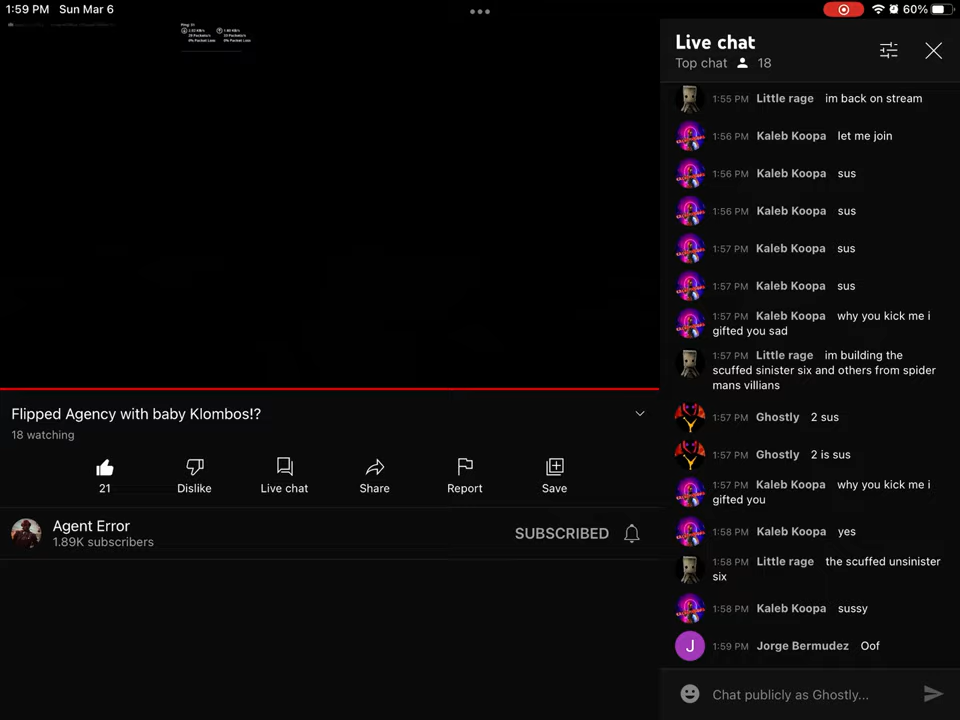 1:59 PM Sun Mar 6
60%
Live chat
Top chat 18
1:55 PM Little rage im back on stream
1:56 PM Kaleb Koopa let me join
1:56 PM Kaleb Koopa sus
1:56 PM Kaleb Koopa sus
1:57 PM Kaleb Koopa sus
1:57 PM Kaleb Koopa sus
1:57 PM Kaleb Koopa why you kick me i
gifted you sad
1:57 PM Little rage im building the
scuffed sinister six and others from spider
mans villians
1:57 PM Ghostly 2 sus
1:57 PM Ghostly 2 is sus
1:57 PM Kaleb Koopa why you kick me i
gifted you
1:58 PM Kaleb Koopa yes
1:58 PM Little rage the scuffed unsinister
six
1:58 PM Kaleb Koopa sussy
J
1:59 PM Jorge Bermudez Oof
Chat publicly as Ghostly...
Flipped Agency with baby Klombos!?
18 watching
21
Dislike
Live chat
Share
Report
Save
Agent Error
1.89K subscribers
SUBSCRIBED